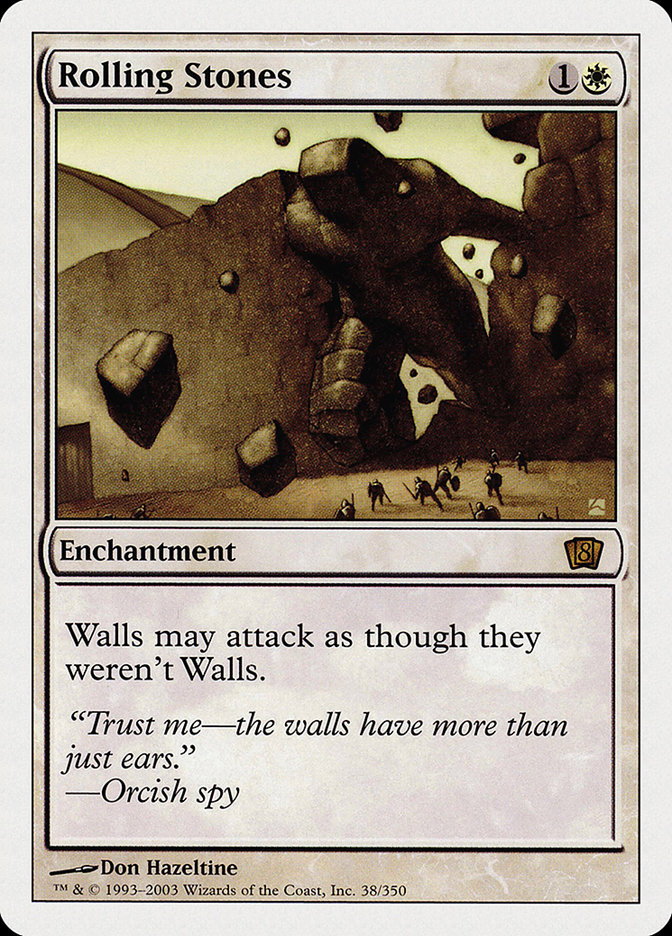 Rolling Stones 1
Enchantment 8
Walls may attack as though they
weren't Walls.
“Trust me—the walls have more than
just ears.”
—Orcish spy
Don Hazeltine
™ & © 1993–2003 Wizards of the Coast, Inc. 38/350